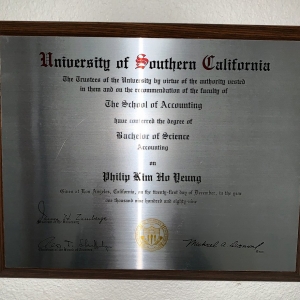 University of Southern California
The Trustees of the University by virtue of the authority vested
in them and on the recommendation of the faculty of
The School of Accounting
have conferred the degree of
Bachelor of Science
Accounting
on
Philip Kim Ho Yeung
Given at Los Angeles, California, on the twenty-first day of December, in the year
one thousand nine hundred and eighty nine